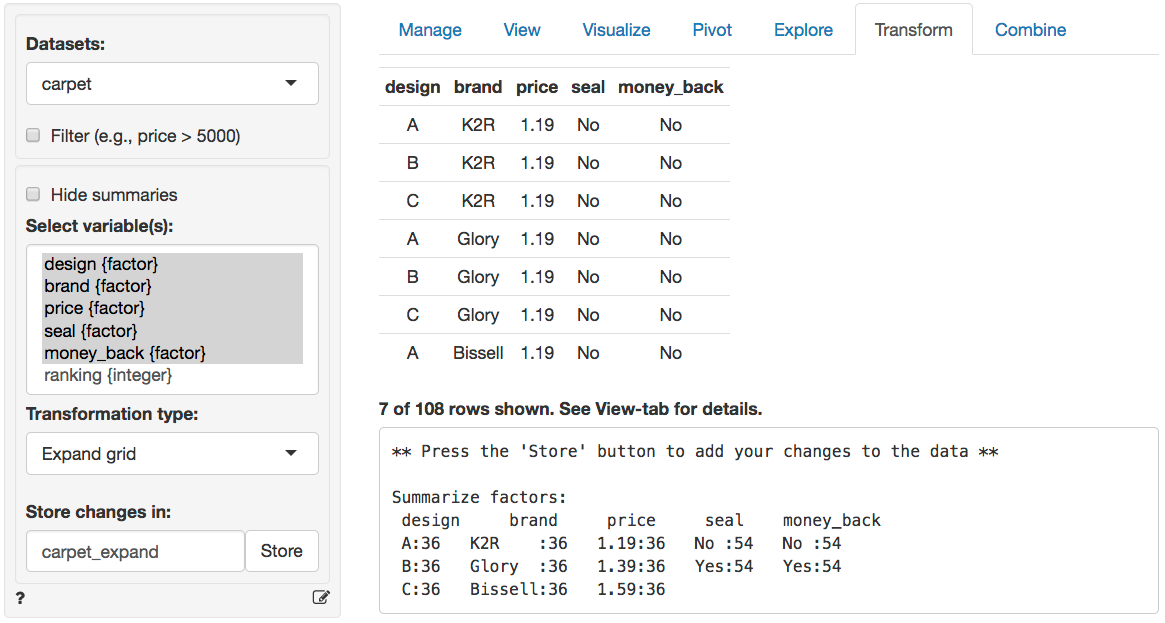 Datasets:
carpet
Filter (e.g., price > 5000)
Hide summaries
Select variable(s):
design {factor}
brand {factor}
price {factor}
seal {factor}
money_back {factor}
ranking {integer}
Transformation type:
Expand grid
Store changes in:
carpet_expand Store
?
Manage View Visualize Pivot Explore Transform Combine
design brand price seal money_back
A K2R 1.19 No No
B K2R 1.19 No No
C K2R 1.19 No No
A Glory 1.19 No No
B Glory 1.19 No No
C Glory 1.19 No No
A Bissell 1.19 No No
7 of 108 rows shown. See View-tab for details.
** Press the 'Store' button to add your changes to the data **
Summarize factors:
design brand price seal money_back
A:36 K2R :36 1.19:36 No :54 No :54
B:36 Glory :36 1.39:36 Yes:54 Yes:54
C:36 Bissell:36 1.59:36